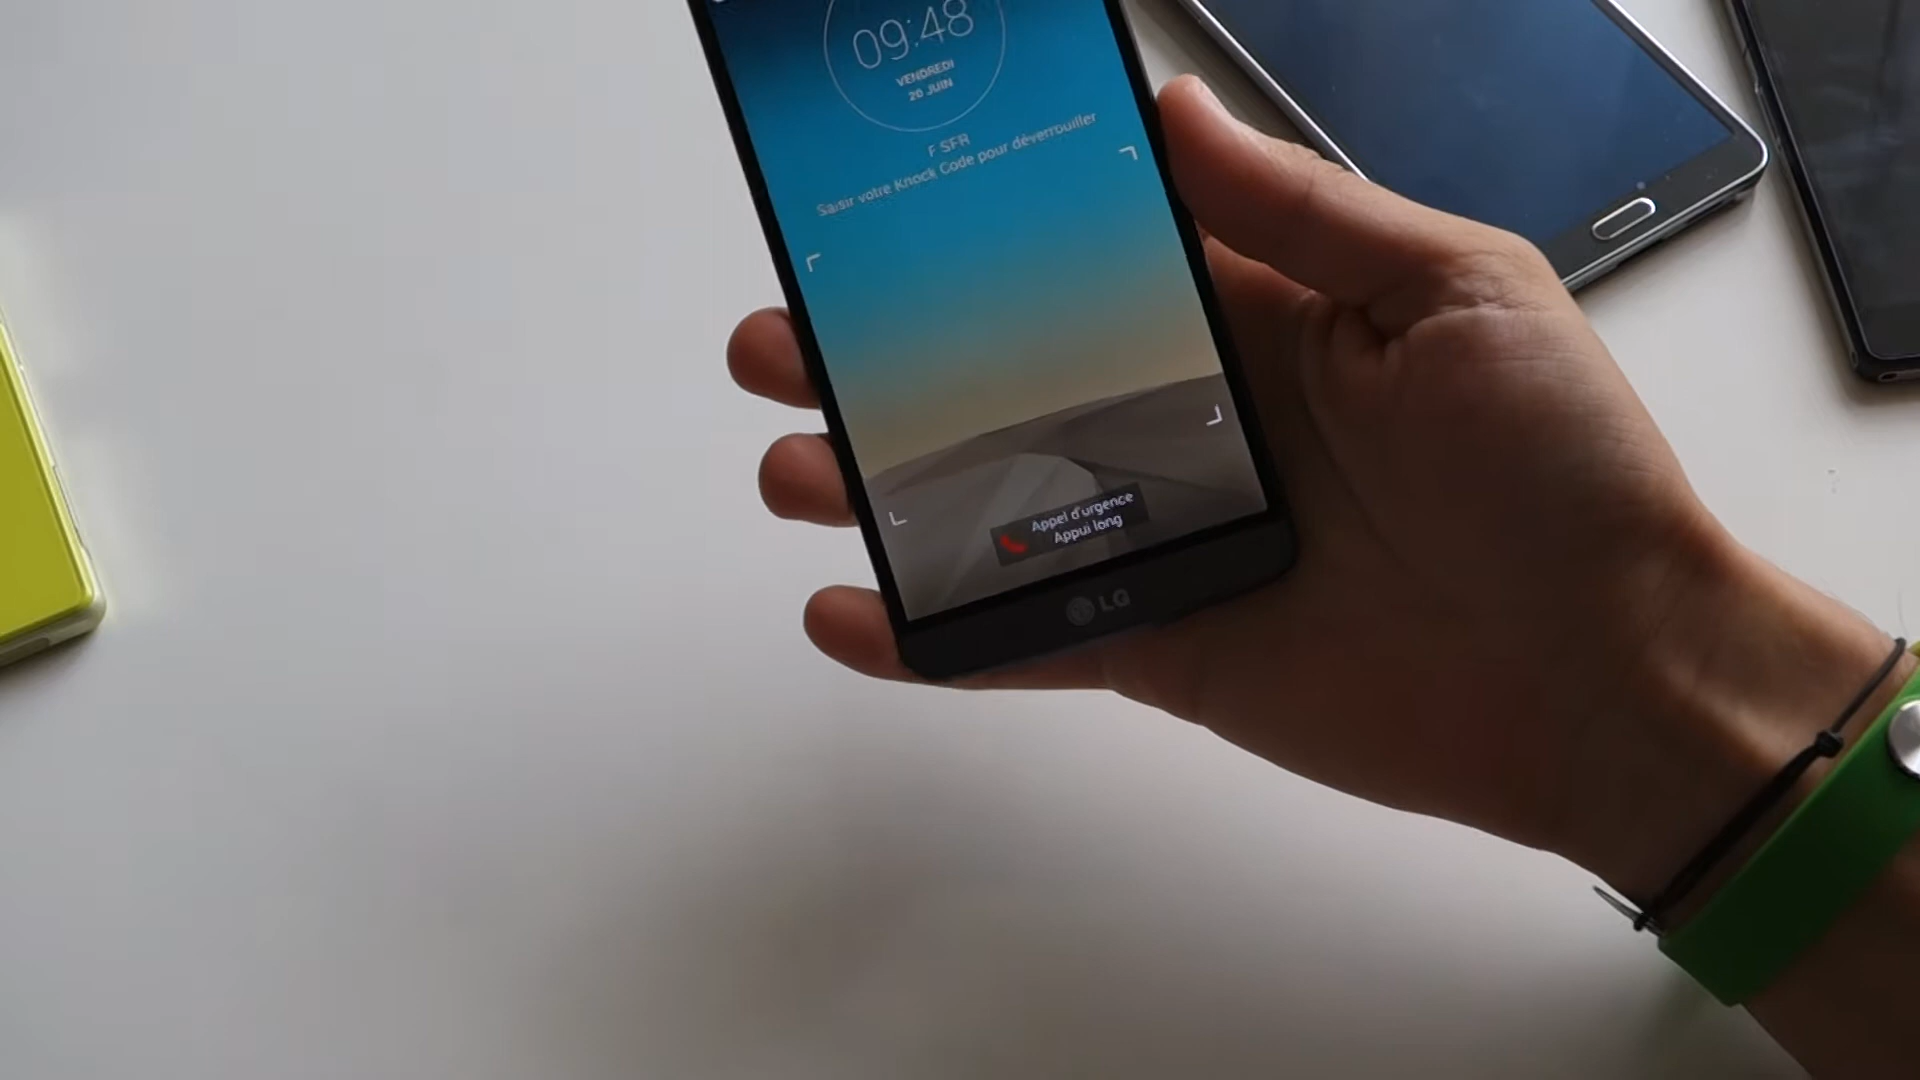 09:48
VENDREDI
20 JUIN
F SFR
Saisir votre Knock Code pour déverrouiller
Appel d'urgence
Appui long
LG